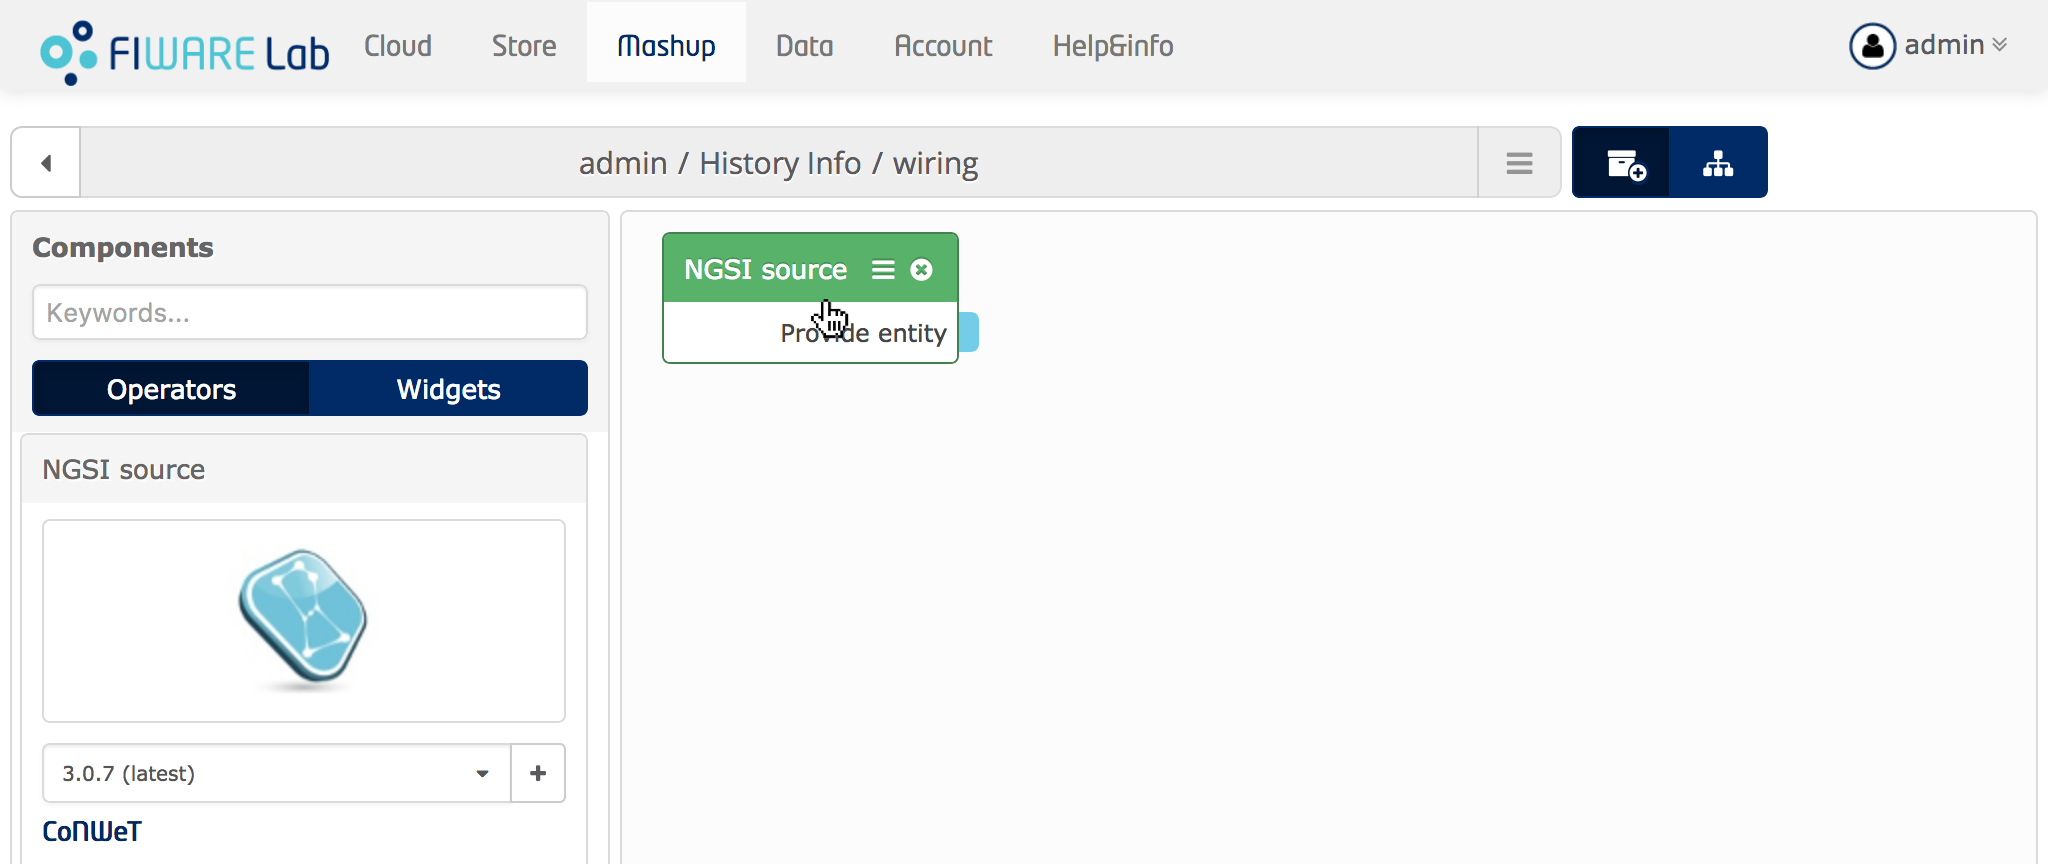 FIWARE Lab
Cloud
Store
Mashup
Data
Account
Help&info
admin
admin / History Info / wiring
Components
Keywords...
Operators
Widgets
NGSI source
3.0.7 (latest)
CoNWeT
NGSI source
Provide entity